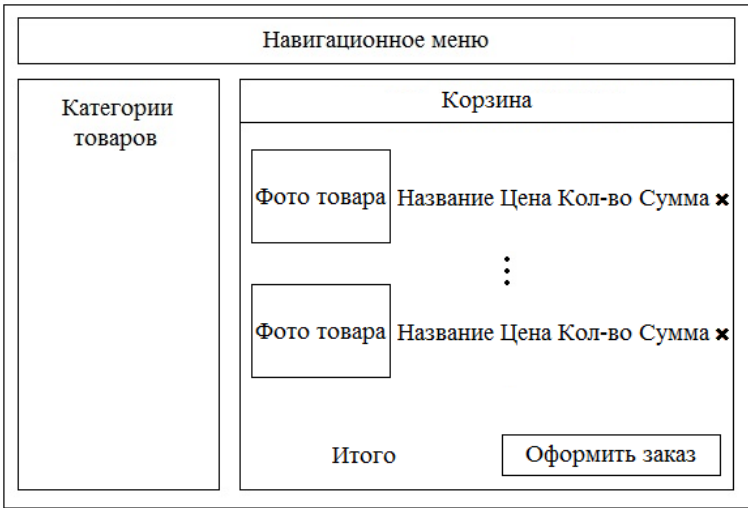 Навигационное меню
Категории
товаров
Корзина
Фото товара Название Цена Кол-во Сумма ×
Фото товара Название Цена Кол-во Сумма ×
Итого
Оформить заказ